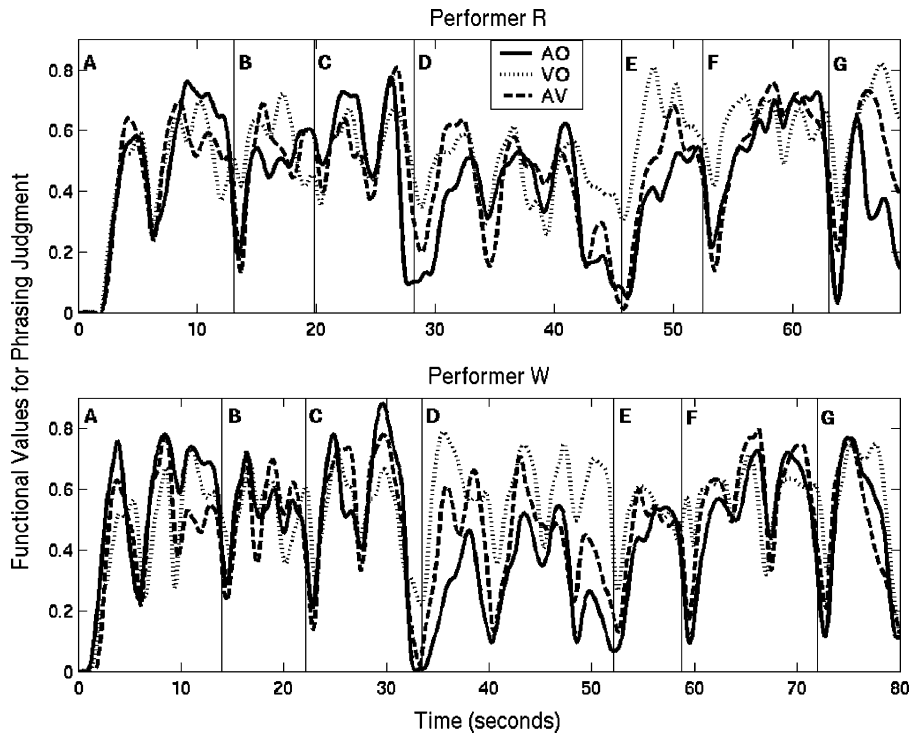 Performer R
Functional Values for Phrasing Judgment
A B C D E F G
AO
VO
AV
0.8
0.6
0.4
0.2
0
0 10 20 30 40 50 60
Performer W
A B C D E F G
0.8
0.6
0.4
0.2
0
0 10 20 30 40 50 60 70 80
Time (seconds)